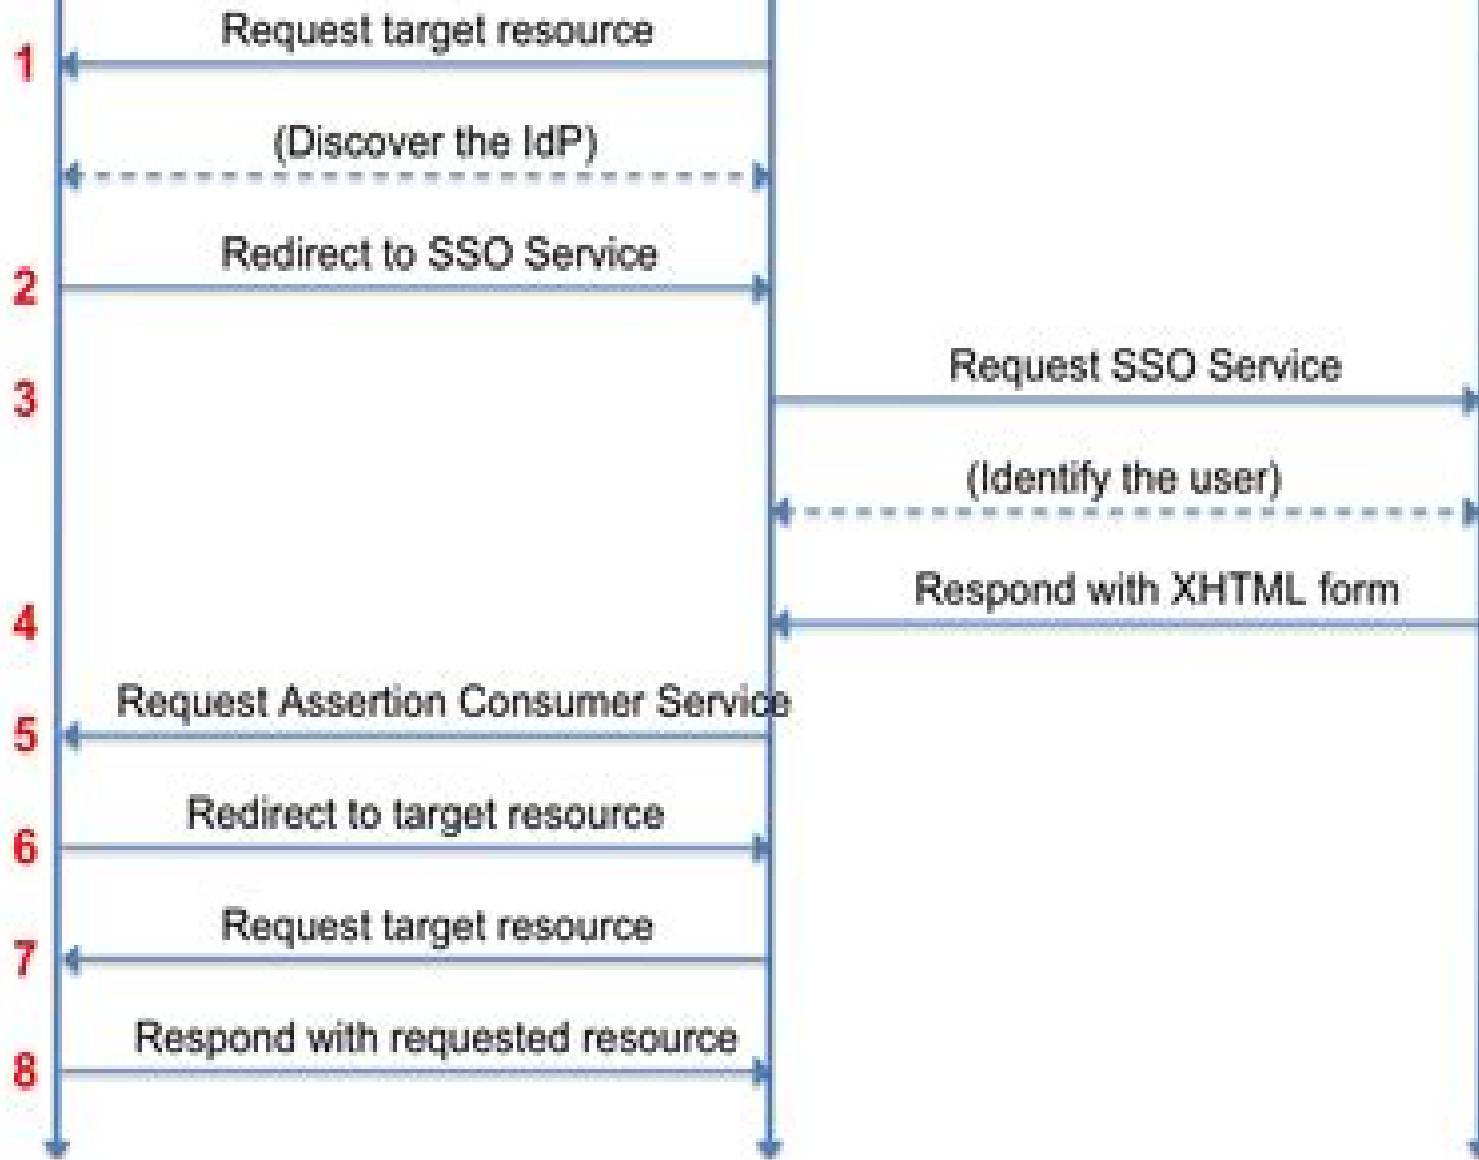 Request target resource
1
(Discover the IdP)
Redirect to SSO Service
2
Request SSO Service
3
(Identify the user)
Respond with XHTML form
4
Request Assertion Consumer Service
5
Redirect to target resource
6
Request target resource
7
Respond with requested resource
8